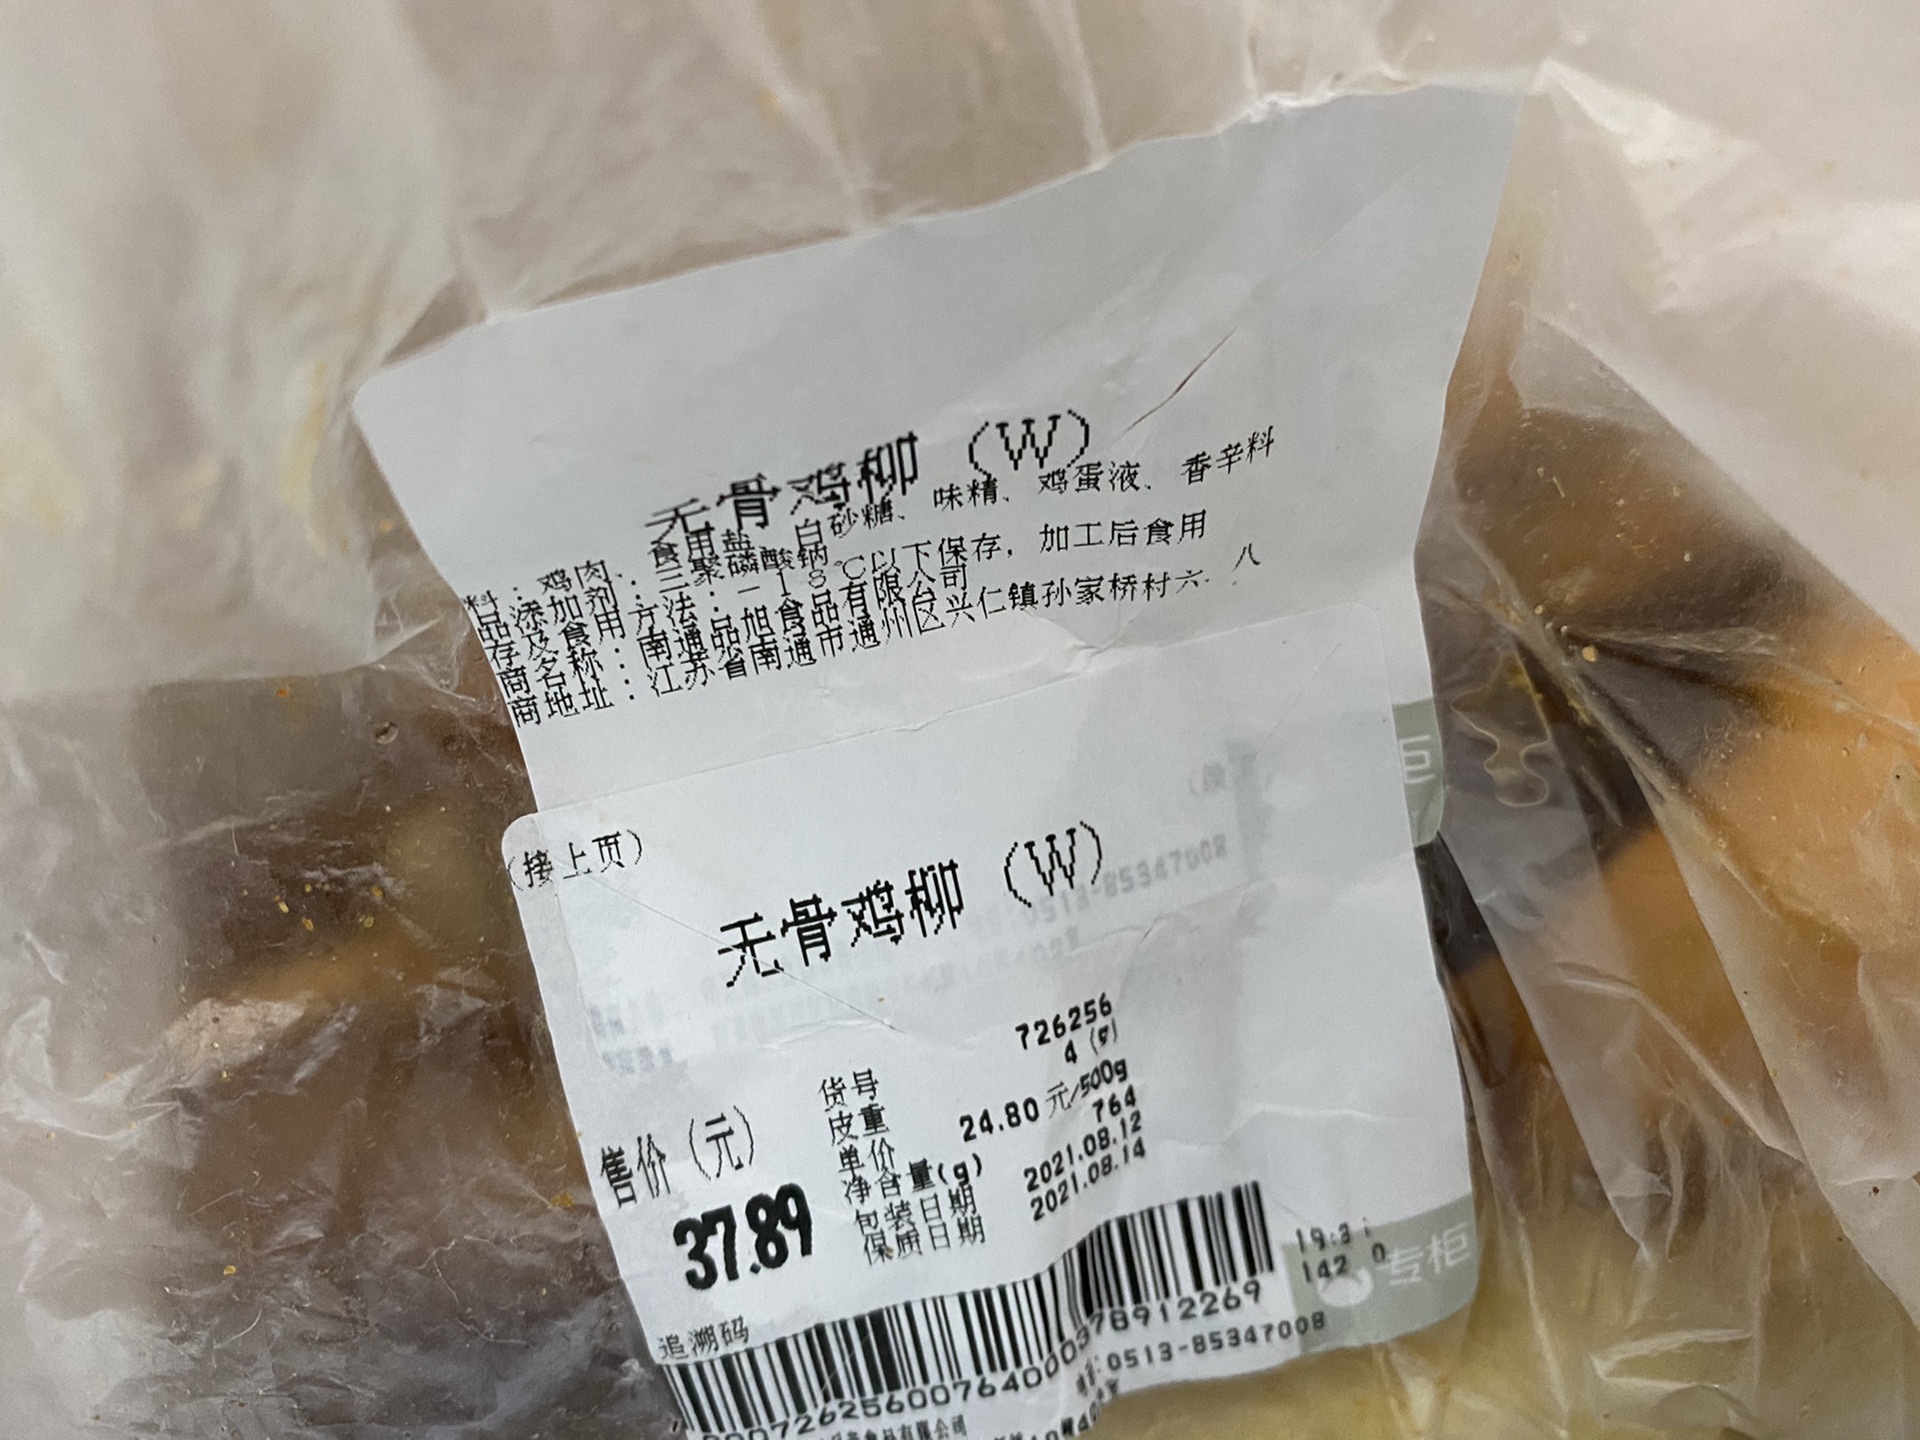 无骨鸡柳（W）
料：鸡肉、食用盐、白砂糖、味精、鸡蛋液、香辛料
品添加剂：三聚磷酸钠
存及食用方法：-18℃以下保存，加工后食用
商名称：南通品旭食品有限公司
商地址：江苏省南通市通州区兴仁镇孙家桥村六.八
柜
（接上页）
无骨鸡柳（W）
货号 726256
皮重 4(g)
单价 24.80元/500g
净含量(g) 764
包装日期 2021.08.12
保质日期 2021.08.14
售价（元）
37.89
专柜
追溯码
0513-85347008